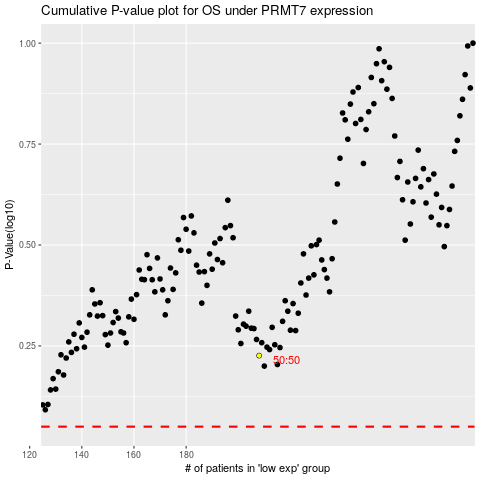 Cumulative P-value plot for OS under PRMT7 expression
1.00
0.75
0.50
0.25
P-Value(log10)
50:50
120 140 160 180
# of patients in 'low exp' group